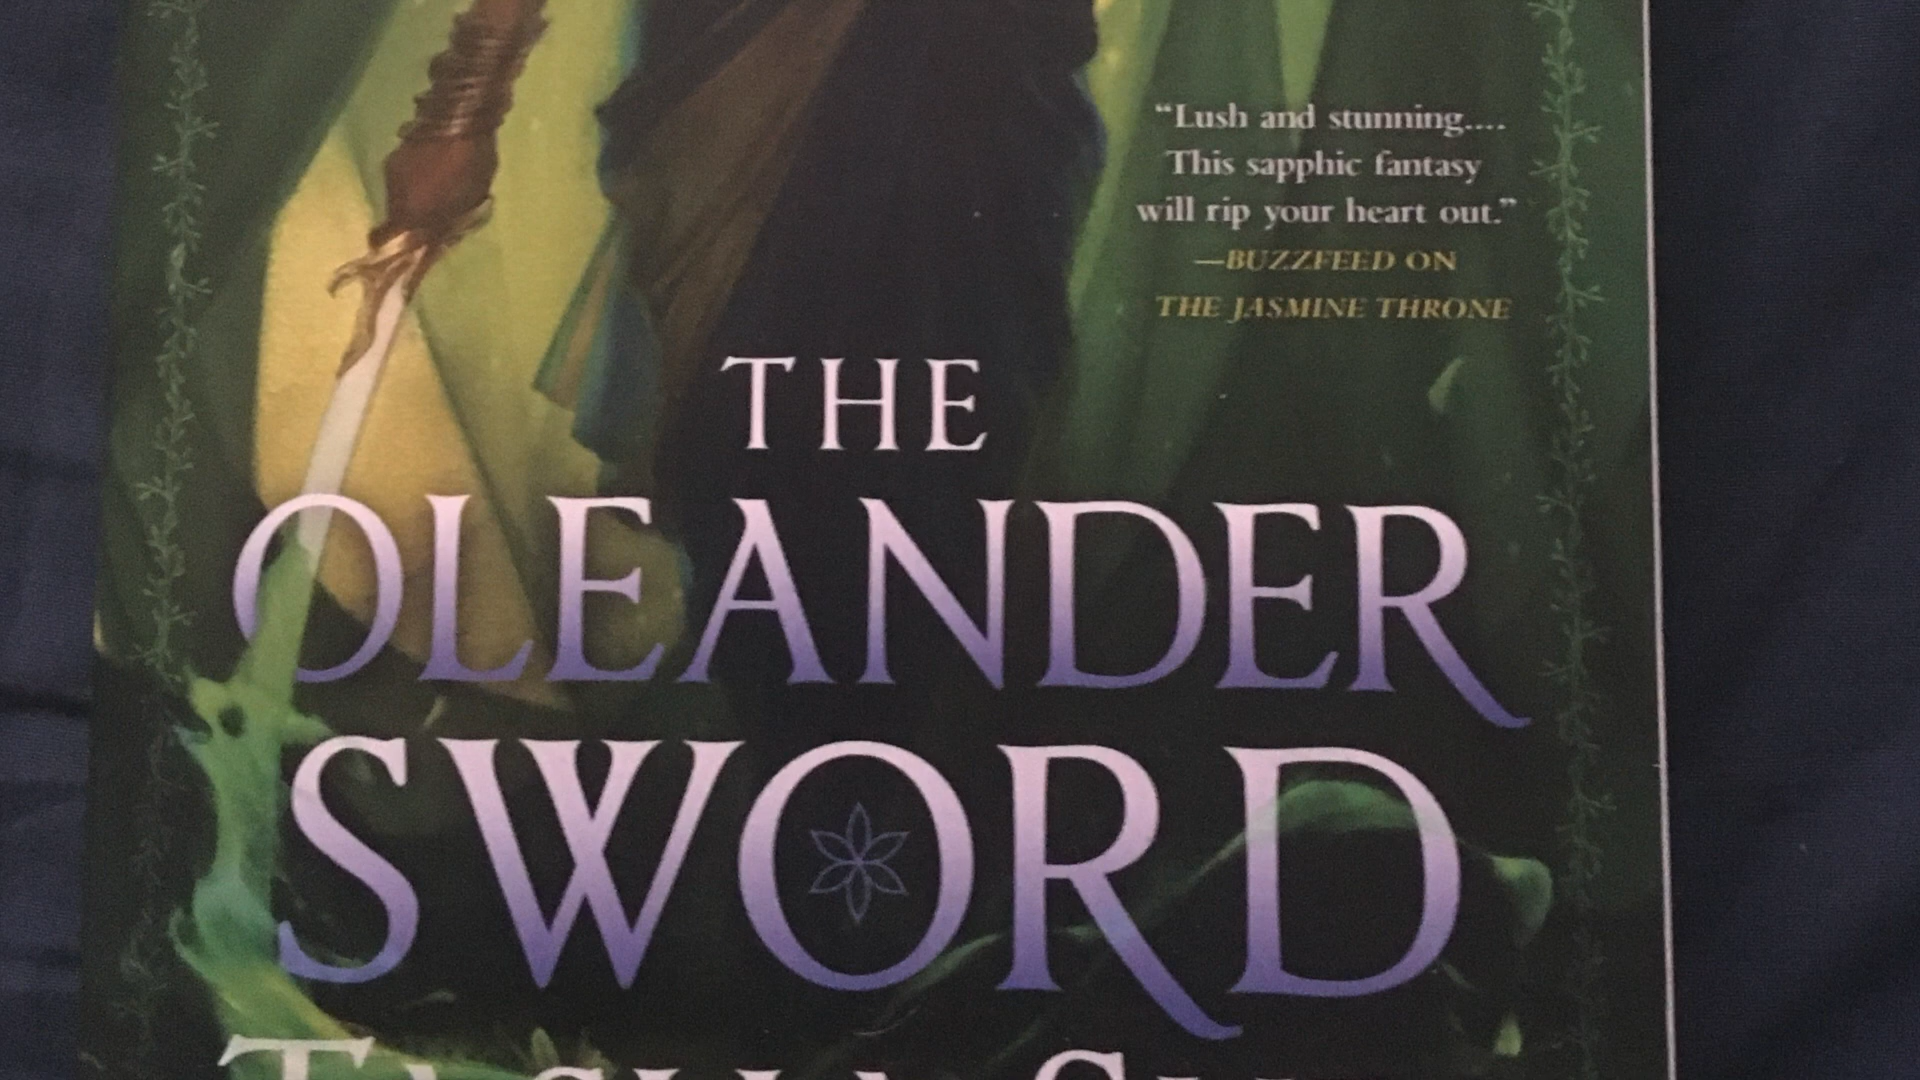 “Lush and stunning....
This sapphic fantasy
will rip your heart out.”
—BUZZFEED ON
THE JASMINE THRONE
THE
OLEANDER
SWORD
TASHA